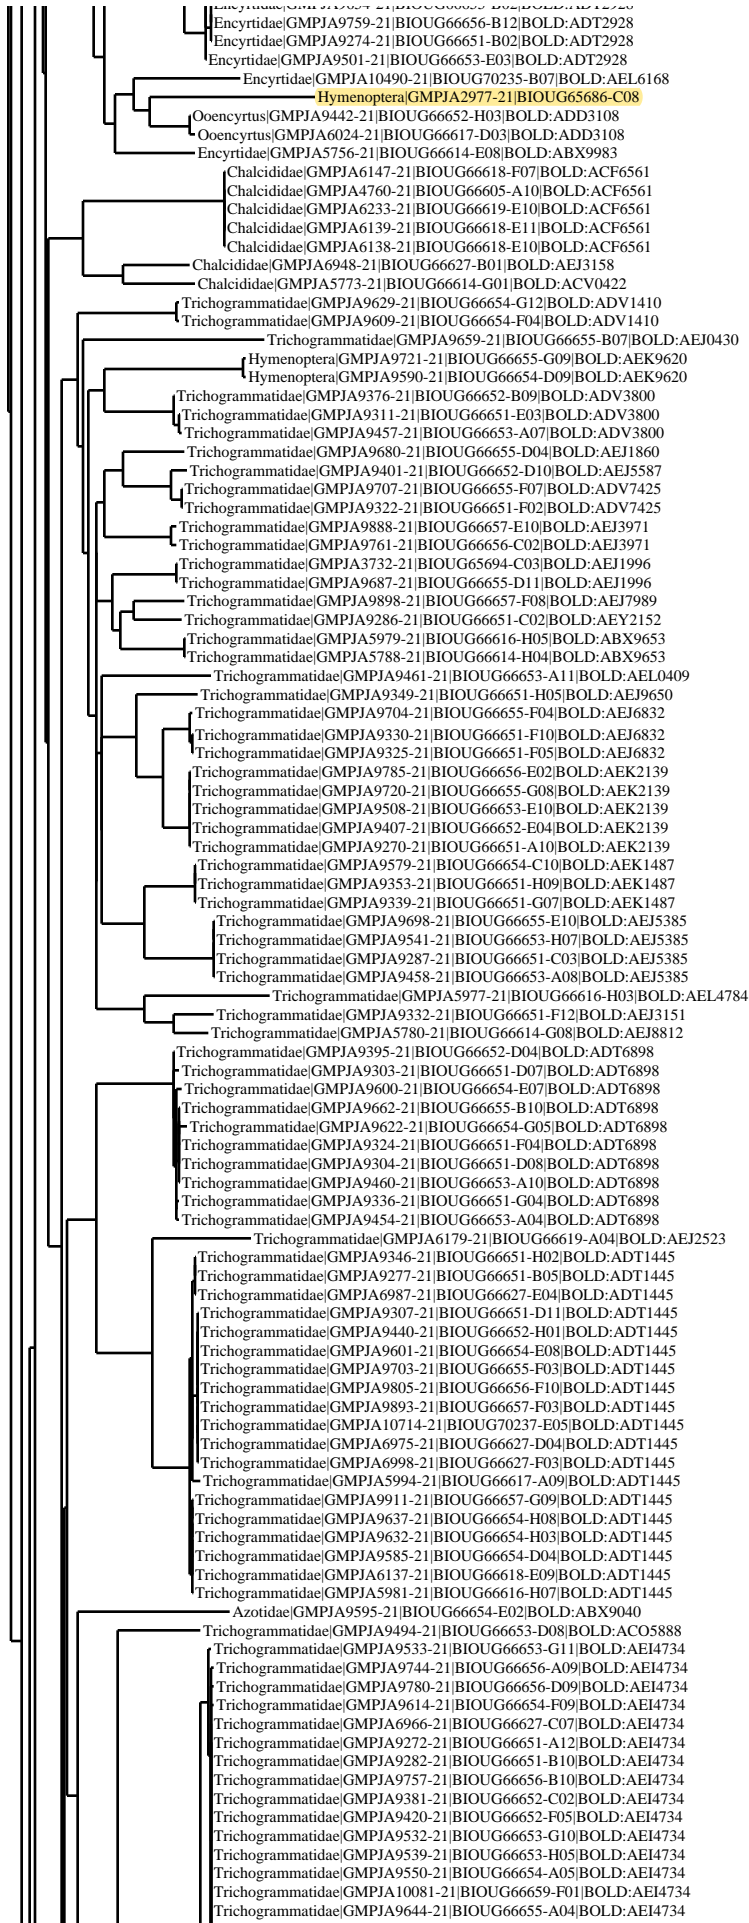 Encyrtidae|GMPJA9759-21|BIOUG66656-B12|BOLD:ADT2928
Encyrtidae|GMPJA9274-21|BIOUG66651-B02|BOLD:ADT2928
Encyrtidae|GMPJA9501-21|BIOUG66653-E03|BOLD:ADT2928
Encyrtidae|GMPJA10490-21|BIOUG70235-B07|BOLD:AEL6168
Hymenoptera|GMPJA2977-21|BIOUG65686-C08
Ooencyrtus|GMPJA9442-21|BIOUG66652-H03|BOLD:ADD3108
Ooencyrtus|GMPJA6024-21|BIOUG66617-D03|BOLD:ADD3108
Encyrtidae|GMPJA5756-21|BIOUG66614-E08|BOLD:ABX9983
Chalcididae|GMPJA6147-21|BIOUG66618-F07|BOLD:ACF6561
Chalcididae|GMPJA4760-21|BIOUG66605-A10|BOLD:ACF6561
Chalcididae|GMPJA6233-21|BIOUG66619-E10|BOLD:ACF6561
Chalcididae|GMPJA6139-21|BIOUG66618-E11|BOLD:ACF6561
Chalcididae|GMPJA6138-21|BIOUG66618-E10|BOLD:ACF6561
Chalcididae|GMPJA6948-21|BIOUG66627-B01|BOLD:AEJ3158
Chalcididae|GMPJA5773-21|BIOUG66614-G01|BOLD:ACV0422
Trichogrammatidae|GMPJA9629-21|BIOUG66654-G12|BOLD:ADV1410
Trichogrammatidae|GMPJA9609-21|BIOUG66654-F04|BOLD:ADV1410
Trichogrammatidae|GMPJA9659-21|BIOUG66655-B07|BOLD:AEJ0430
Hymenoptera|GMPJA9721-21|BIOUG66655-G09|BOLD:AEK9620
Hymenoptera|GMPJA9590-21|BIOUG66654-D09|BOLD:AEK9620
Trichogrammatidae|GMPJA9376-21|BIOUG66652-B09|BOLD:ADV3800
Trichogrammatidae|GMPJA9311-21|BIOUG66651-E03|BOLD:ADV3800
Trichogrammatidae|GMPJA9457-21|BIOUG66653-A07|BOLD:ADV3800
Trichogrammatidae|GMPJA9680-21|BIOUG66655-D04|BOLD:AEJ1860
Trichogrammatidae|GMPJA9401-21|BIOUG66652-D10|BOLD:AEJ5587
Trichogrammatidae|GMPJA9707-21|BIOUG66655-F07|BOLD:ADV7425
Trichogrammatidae|GMPJA9322-21|BIOUG66651-F02|BOLD:ADV7425
Trichogrammatidae|GMPJA9888-21|BIOUG66657-E10|BOLD:AEJ3971
Trichogrammatidae|GMPJA9761-21|BIOUG66656-C02|BOLD:AEJ3971
Trichogrammatidae|GMPJA3732-21|BIOUG65694-C03|BOLD:AEJ1996
Trichogrammatidae|GMPJA9687-21|BIOUG66655-D11|BOLD:AEJ1996
Trichogrammatidae|GMPJA9898-21|BIOUG66657-F08|BOLD:AEJ7989
Trichogrammatidae|GMPJA9286-21|BIOUG66651-C02|BOLD:AEY2152
Trichogrammatidae|GMPJA5979-21|BIOUG66616-H05|BOLD:ABX9653
Trichogrammatidae|GMPJA5788-21|BIOUG66614-H04|BOLD:ABX9653
Trichogrammatidae|GMPJA9461-21|BIOUG66653-A11|BOLD:AEL0409
Trichogrammatidae|GMPJA9349-21|BIOUG66651-H05|BOLD:AEJ9650
Trichogrammatidae|GMPJA9704-21|BIOUG66655-F04|BOLD:AEJ6832
Trichogrammatidae|GMPJA9330-21|BIOUG66651-F10|BOLD:AEJ6832
Trichogrammatidae|GMPJA9325-21|BIOUG66651-F05|BOLD:AEJ6832
Trichogrammatidae|GMPJA9785-21|BIOUG66656-E02|BOLD:AEK2139
Trichogrammatidae|GMPJA9720-21|BIOUG66655-G08|BOLD:AEK2139
Trichogrammatidae|GMPJA9508-21|BIOUG66653-E10|BOLD:AEK2139
Trichogrammatidae|GMPJA9407-21|BIOUG66652-E04|BOLD:AEK2139
Trichogrammatidae|GMPJA9270-21|BIOUG66651-A10|BOLD:AEK2139
Trichogrammatidae|GMPJA9579-21|BIOUG66654-C10|BOLD:AEK1487
Trichogrammatidae|GMPJA9353-21|BIOUG66651-H09|BOLD:AEK1487
Trichogrammatidae|GMPJA9339-21|BIOUG66651-G07|BOLD:AEK1487
Trichogrammatidae|GMPJA9698-21|BIOUG66655-E10|BOLD:AEJ5385
Trichogrammatidae|GMPJA9541-21|BIOUG66653-H07|BOLD:AEJ5385
Trichogrammatidae|GMPJA9287-21|BIOUG66651-C03|BOLD:AEJ5385
Trichogrammatidae|GMPJA9458-21|BIOUG66653-A08|BOLD:AEJ5385
Trichogrammatidae|GMPJA5977-21|BIOUG66616-H03|BOLD:AEL4784
Trichogrammatidae|GMPJA9332-21|BIOUG66651-F12|BOLD:AEJ3151
Trichogrammatidae|GMPJA5780-21|BIOUG66614-G08|BOLD:AEJ8812
Trichogrammatidae|GMPJA9395-21|BIOUG66652-D04|BOLD:ADT6898
Trichogrammatidae|GMPJA9303-21|BIOUG66651-D07|BOLD:ADT6898
Trichogrammatidae|GMPJA9600-21|BIOUG66654-E07|BOLD:ADT6898
Trichogrammatidae|GMPJA9662-21|BIOUG66655-B10|BOLD:ADT6898
Trichogrammatidae|GMPJA9622-21|BIOUG66654-G05|BOLD:ADT6898
Trichogrammatidae|GMPJA9324-21|BIOUG66651-F04|BOLD:ADT6898
Trichogrammatidae|GMPJA9304-21|BIOUG66651-D08|BOLD:ADT6898
Trichogrammatidae|GMPJA9460-21|BIOUG66653-A10|BOLD:ADT6898
Trichogrammatidae|GMPJA9336-21|BIOUG66651-G04|BOLD:ADT6898
Trichogrammatidae|GMPJA9454-21|BIOUG66653-A04|BOLD:ADT6898
Trichogrammatidae|GMPJA6179-21|BIOUG66619-A04|BOLD:AEJ2523
Trichogrammatidae|GMPJA9346-21|BIOUG66651-H02|BOLD:ADT1445
Trichogrammatidae|GMPJA9277-21|BIOUG66651-B05|BOLD:ADT1445
Trichogrammatidae|GMPJA6987-21|BIOUG66627-E04|BOLD:ADT1445
Trichogrammatidae|GMPJA9307-21|BIOUG66651-D11|BOLD:ADT1445
Trichogrammatidae|GMPJA9440-21|BIOUG66652-H01|BOLD:ADT1445
Trichogrammatidae|GMPJA9601-21|BIOUG66654-E08|BOLD:ADT1445
Trichogrammatidae|GMPJA9703-21|BIOUG66655-F03|BOLD:ADT1445
Trichogrammatidae|GMPJA9805-21|BIOUG66656-F10|BOLD:ADT1445
Trichogrammatidae|GMPJA9893-21|BIOUG66657-F03|BOLD:ADT1445
Trichogrammatidae|GMPJA10714-21|BIOUG70237-E05|BOLD:ADT1445
Trichogrammatidae|GMPJA6975-21|BIOUG66627-D04|BOLD:ADT1445
Trichogrammatidae|GMPJA6998-21|BIOUG66627-F03|BOLD:ADT1445
Trichogrammatidae|GMPJA5994-21|BIOUG66617-A09|BOLD:ADT1445
Trichogrammatidae|GMPJA9911-21|BIOUG66657-G09|BOLD:ADT1445
Trichogrammatidae|GMPJA9637-21|BIOUG66654-H08|BOLD:ADT1445
Trichogrammatidae|GMPJA9632-21|BIOUG66654-H03|BOLD:ADT1445
Trichogrammatidae|GMPJA9585-21|BIOUG66654-D04|BOLD:ADT1445
Trichogrammatidae|GMPJA6137-21|BIOUG66618-E09|BOLD:ADT1445
Trichogrammatidae|GMPJA5981-21|BIOUG66616-H07|BOLD:ADT1445
Azotidae|GMPJA9595-21|BIOUG66654-E02|BOLD:ABX9040
Trichogrammatidae|GMPJA9494-21|BIOUG66653-D08|BOLD:ACO5888
Trichogrammatidae|GMPJA9533-21|BIOUG66653-G11|BOLD:AEI4734
Trichogrammatidae|GMPJA9744-21|BIOUG66656-A09|BOLD:AEI4734
Trichogrammatidae|GMPJA9780-21|BIOUG66656-D09|BOLD:AEI4734
Trichogrammatidae|GMPJA9614-21|BIOUG66654-F09|BOLD:AEI4734
Trichogrammatidae|GMPJA6966-21|BIOUG66627-C07|BOLD:AEI4734
Trichogrammatidae|GMPJA9272-21|BIOUG66651-A12|BOLD:AEI4734
Trichogrammatidae|GMPJA9282-21|BIOUG66651-B10|BOLD:AEI4734
Trichogrammatidae|GMPJA9757-21|BIOUG66656-B10|BOLD:AEI4734
Trichogrammatidae|GMPJA9381-21|BIOUG66652-C02|BOLD:AEI4734
Trichogrammatidae|GMPJA9420-21|BIOUG66652-F05|BOLD:AEI4734
Trichogrammatidae|GMPJA9532-21|BIOUG66653-G10|BOLD:AEI4734
Trichogrammatidae|GMPJA9539-21|BIOUG66653-H05|BOLD:AEI4734
Trichogrammatidae|GMPJA9550-21|BIOUG66654-A05|BOLD:AEI4734
Trichogrammatidae|GMPJA10081-21|BIOUG66659-F01|BOLD:AEI4734
Trichogrammatidae|GMPJA9644-21|BIOUG66655-A04|BOLD:AEI4734